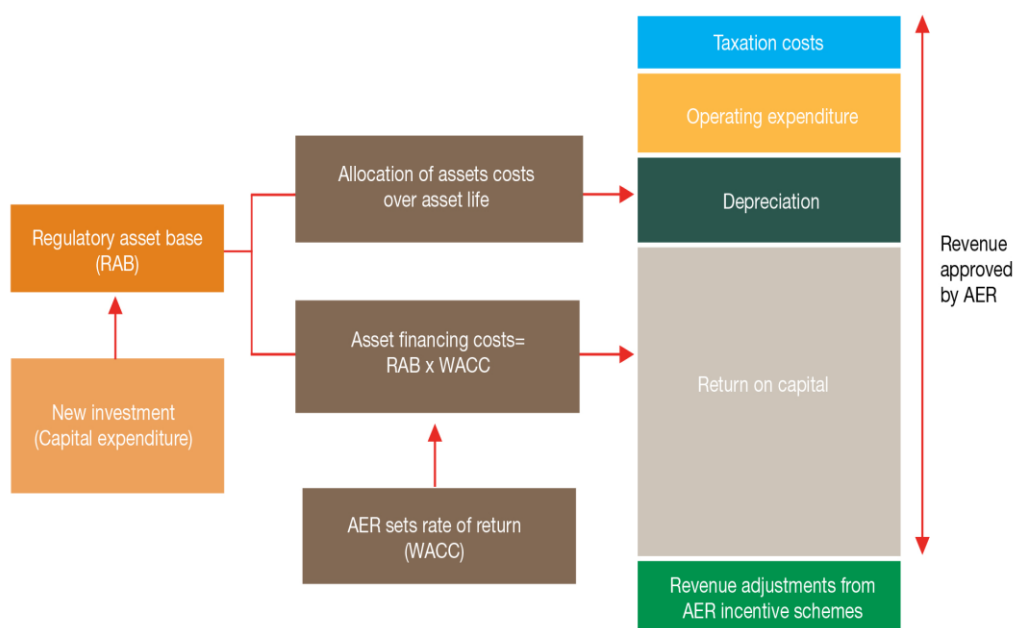 Regulatory asset base
(RAB)
New investment
(Capital expenditure)
Allocation of assets costs
over asset life
Asset financing costs=
RAB x WACC
AER sets rate of return
(WACC)
Taxation costs
Operating expenditure
Depreciation
Return on capital
Revenue adjustments from
AER incentive schemes
Revenue
approved
by AER